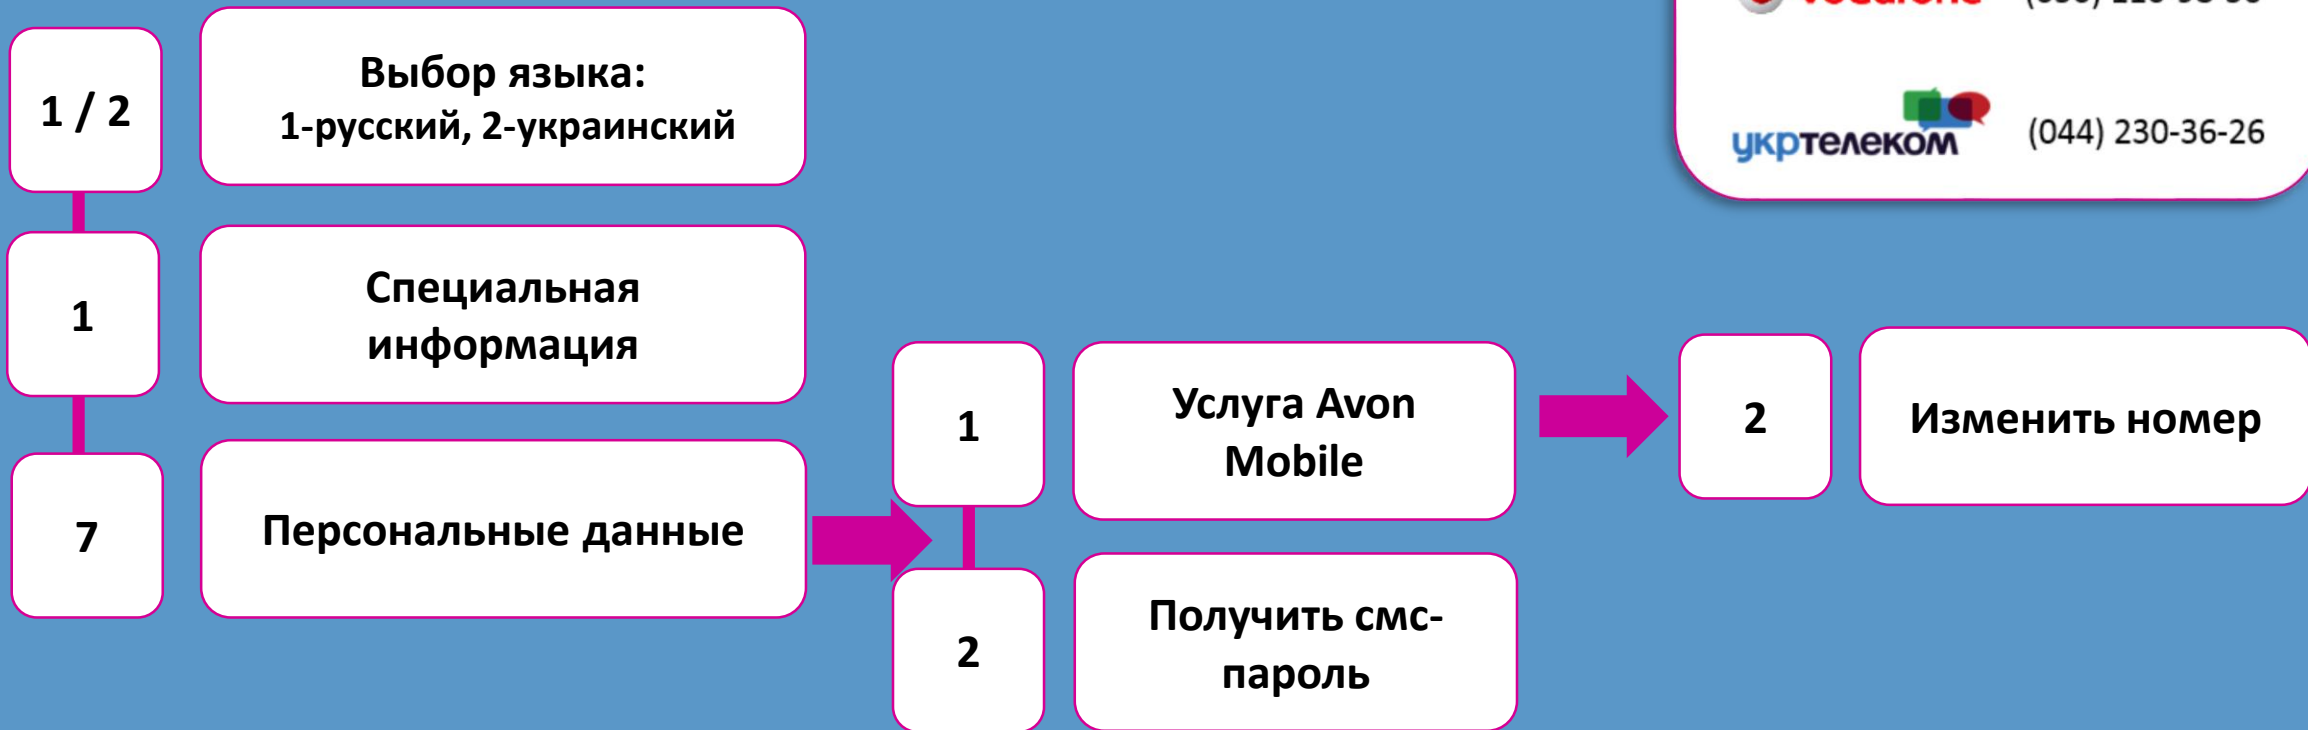 vodafone
1 / 2
Выбор языка:
1-русский, 2-украинский
укртелеком (044) 230-36-26
1
Специальная
информация
7
Персональные данные
1
Услуга Avon
Mobile
2
Изменить номер
2
Получить смс-
пароль